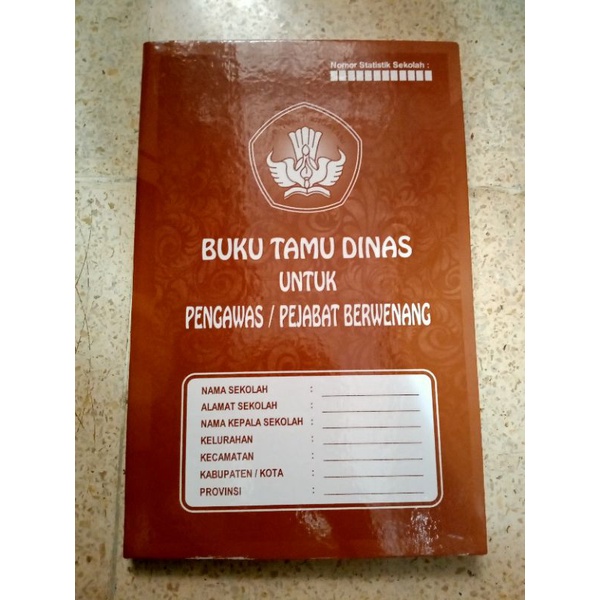 Nomor Statistik Sekolah :
BUKU TAMU DINAS
UNTUK
PENGAWAS / PEJABAT BERWENANG
NAMA SEKOLAH :
ALAMAT SEKOLAH :
NAMA KEPALA SEKOLAH :
KELURAHAN :
KECAMATAN :
KABUPATEN / KOTA :
PROVINSI :